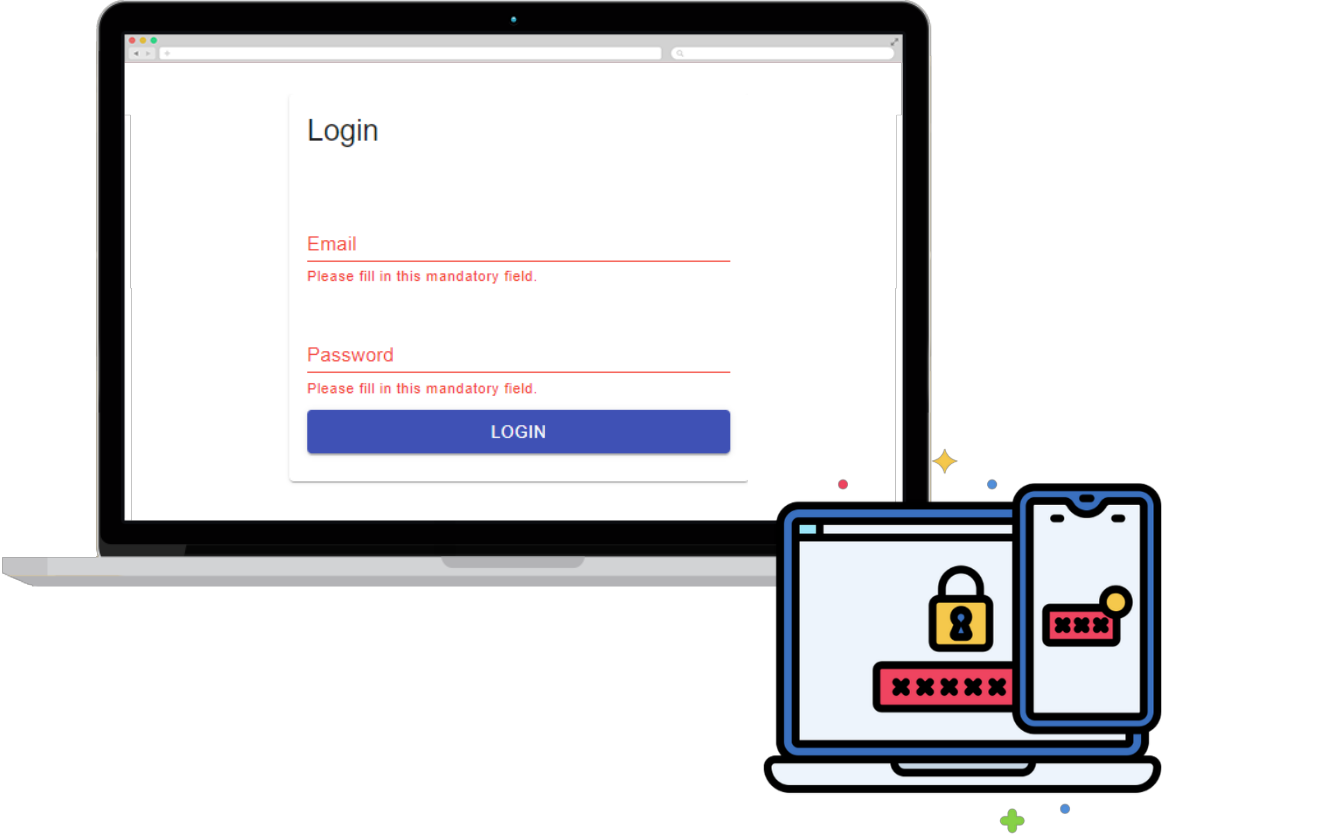 Login
Email
Please fill in this mandatory field.
Password
Please fill in this mandatory field.
LOGIN